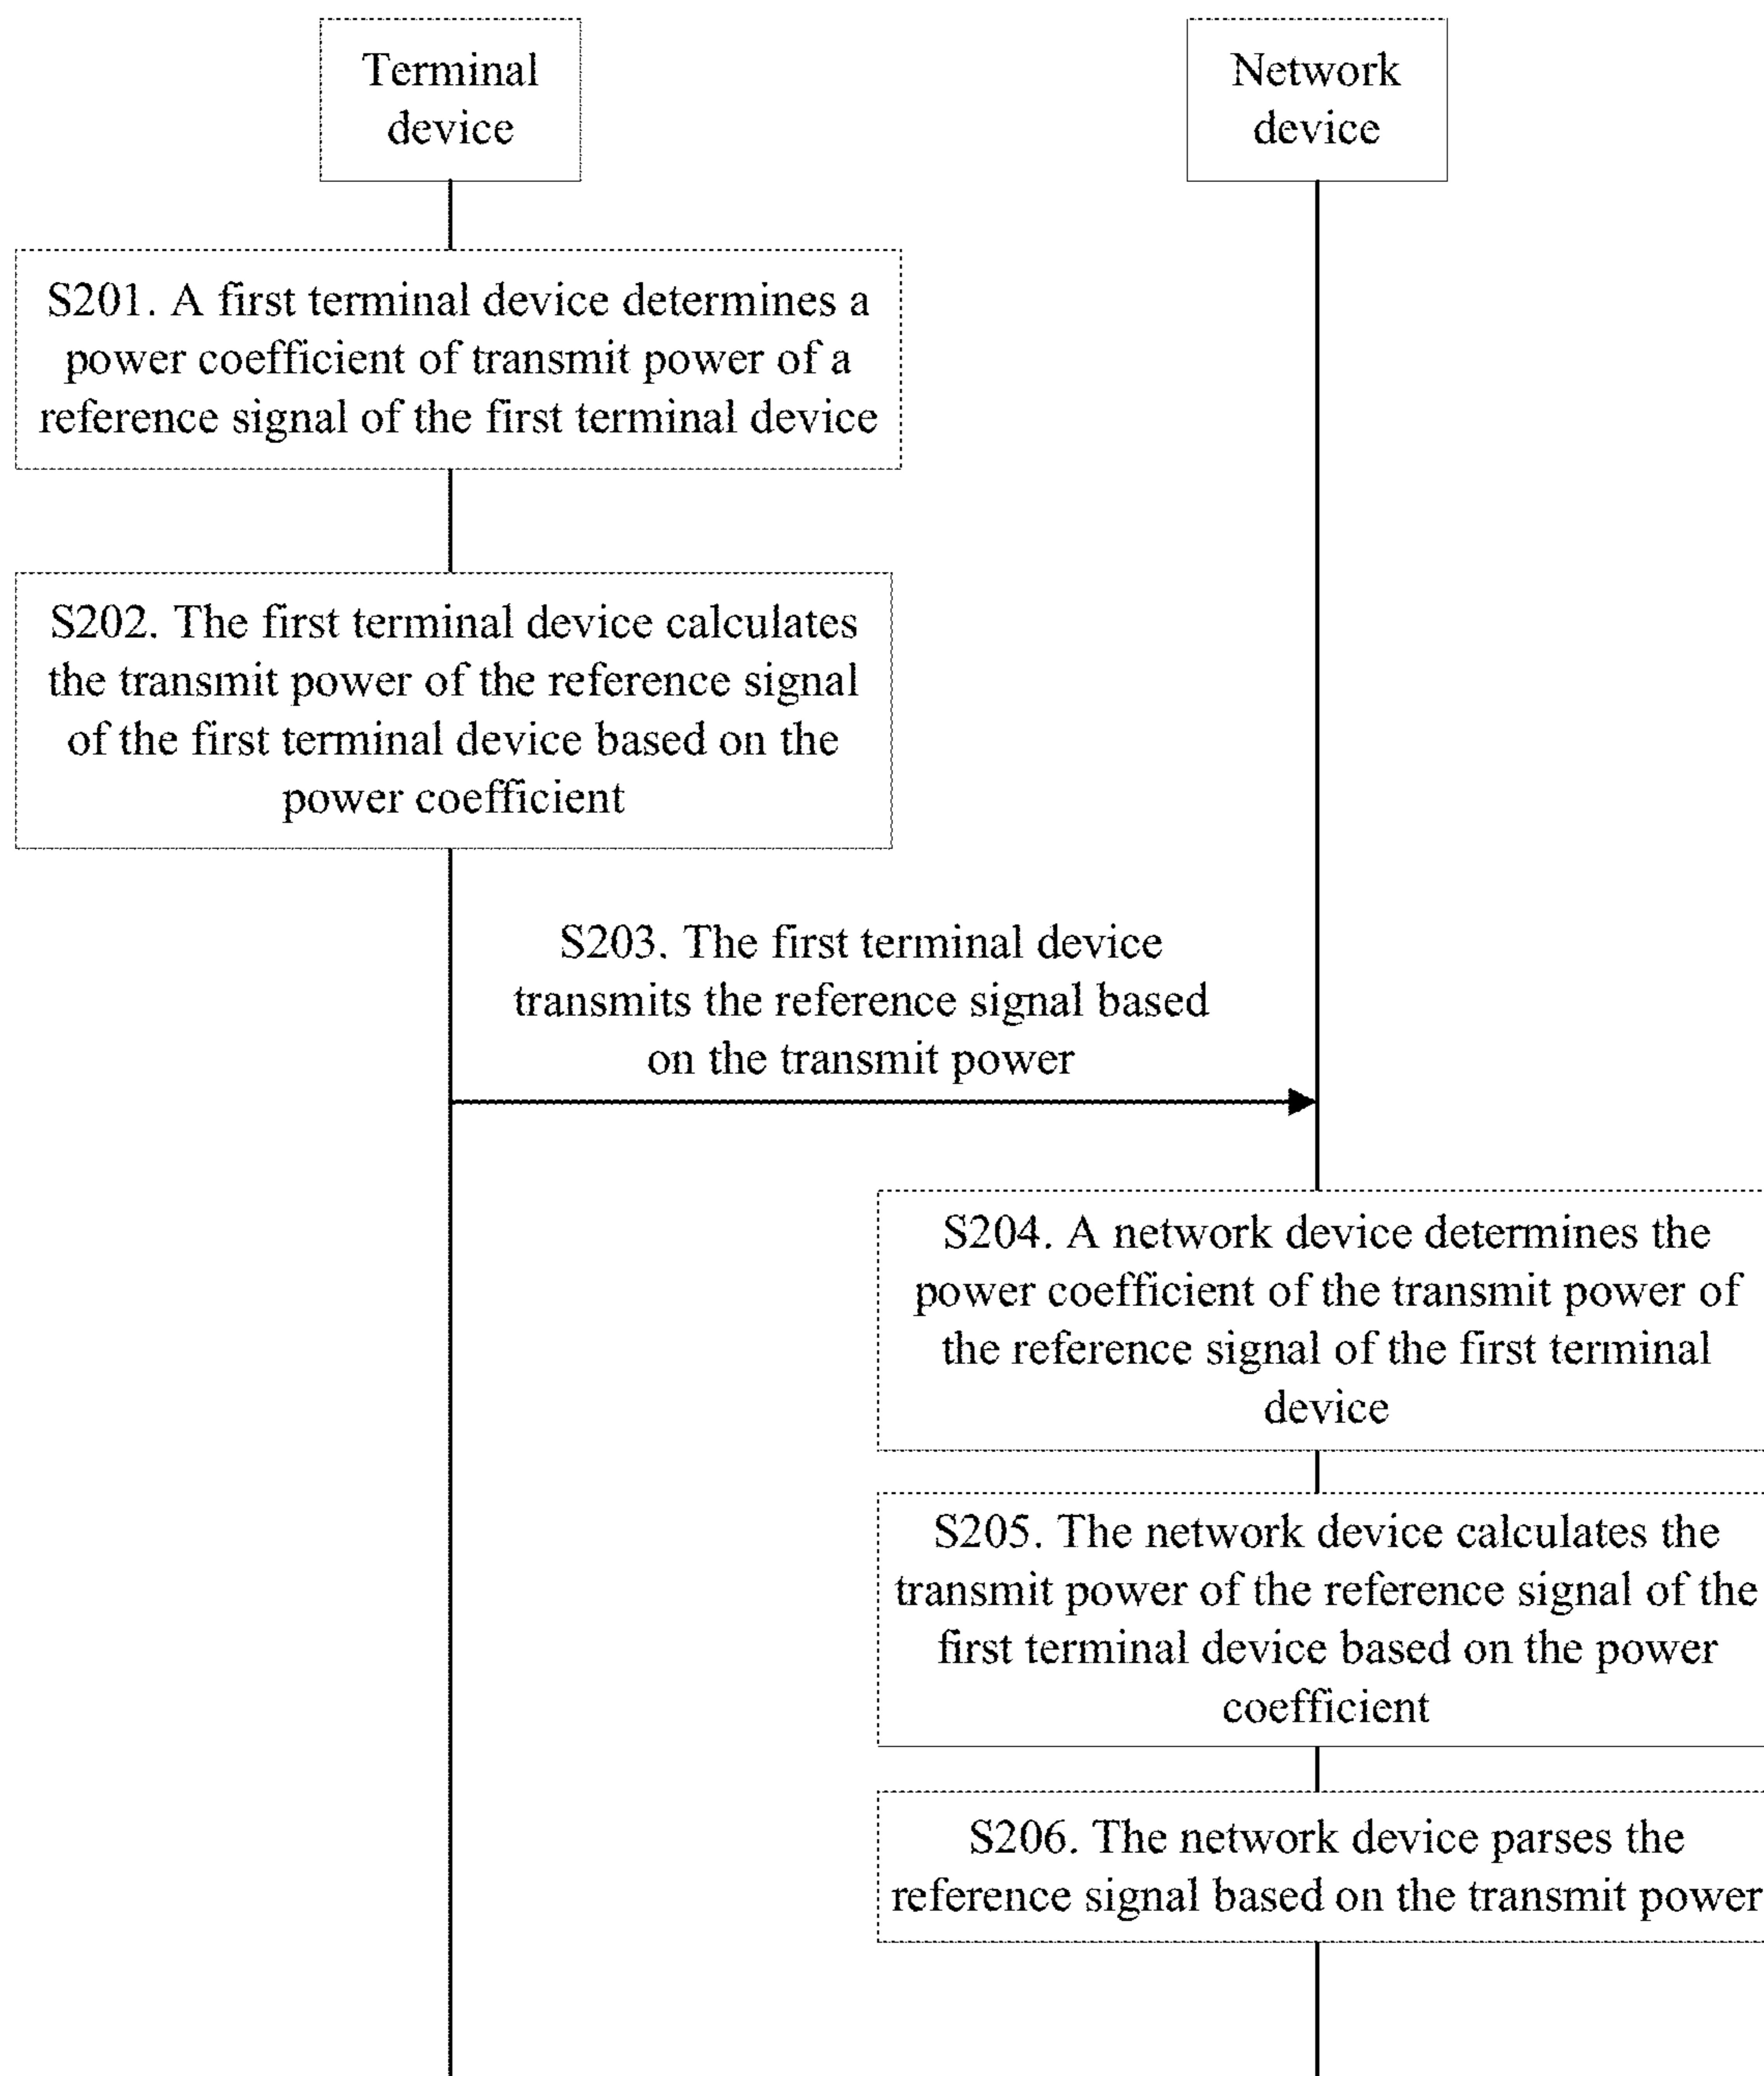 Terminal
device
Network
device
S201. A first terminal device determines a
power coefficient of transmit power of a
reference signal of the first terminal device
S202. The first terminal device calculates
the transmit power of the reference signal
of the first terminal device based on the
power coefficient
S203. The first terminal device
transmits the reference signal based
on the transmit power
S204. A network device determines the
power coefficient of the transmit power of
the reference signal of the first terminal
device
S205. The network device calculates the
transmit power of the reference signal of the
first terminal device based on the power
coefficient
S206. The network device parses the
reference signal based on the transmit power